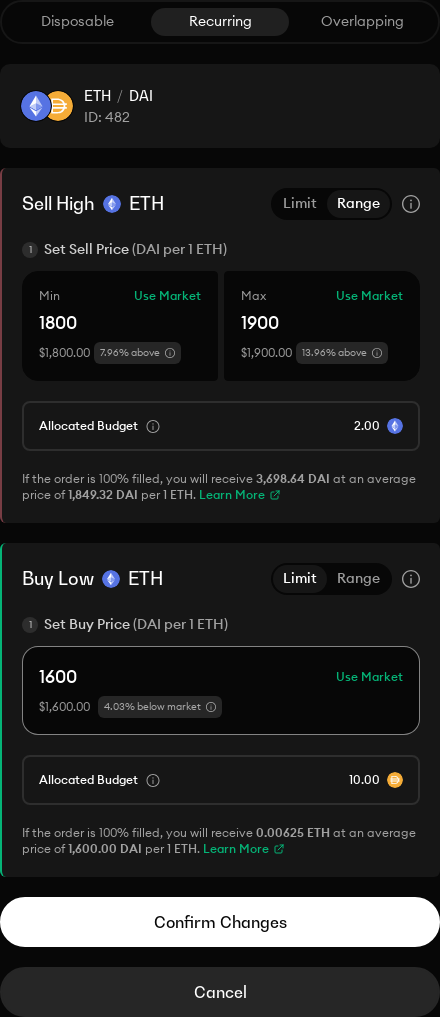 Disposable Recurring Overlapping
ETH / DAI
ID: 482
Sell High ETH Limit Range
1 Set Sell Price (DAI per 1 ETH)
Min Use Market Max Use Market
1800 1900
$1,800.00 7.96% above $1,900.00 13.96% above
Allocated Budget 2.00
If the order is 100% filled, you will receive 3,698.64 DAI at an average
price of 1,849.32 DAI per 1 ETH. Learn More
Buy Low ETH Limit Range
1 Set Buy Price (DAI per 1 ETH)
1600 Use Market
$1,600.00 4.03% below market
Allocated Budget 10.00
If the order is 100% filled, you will receive 0.00625 ETH at an average
price of 1,600.00 DAI per 1 ETH. Learn More
Confirm Changes
Cancel